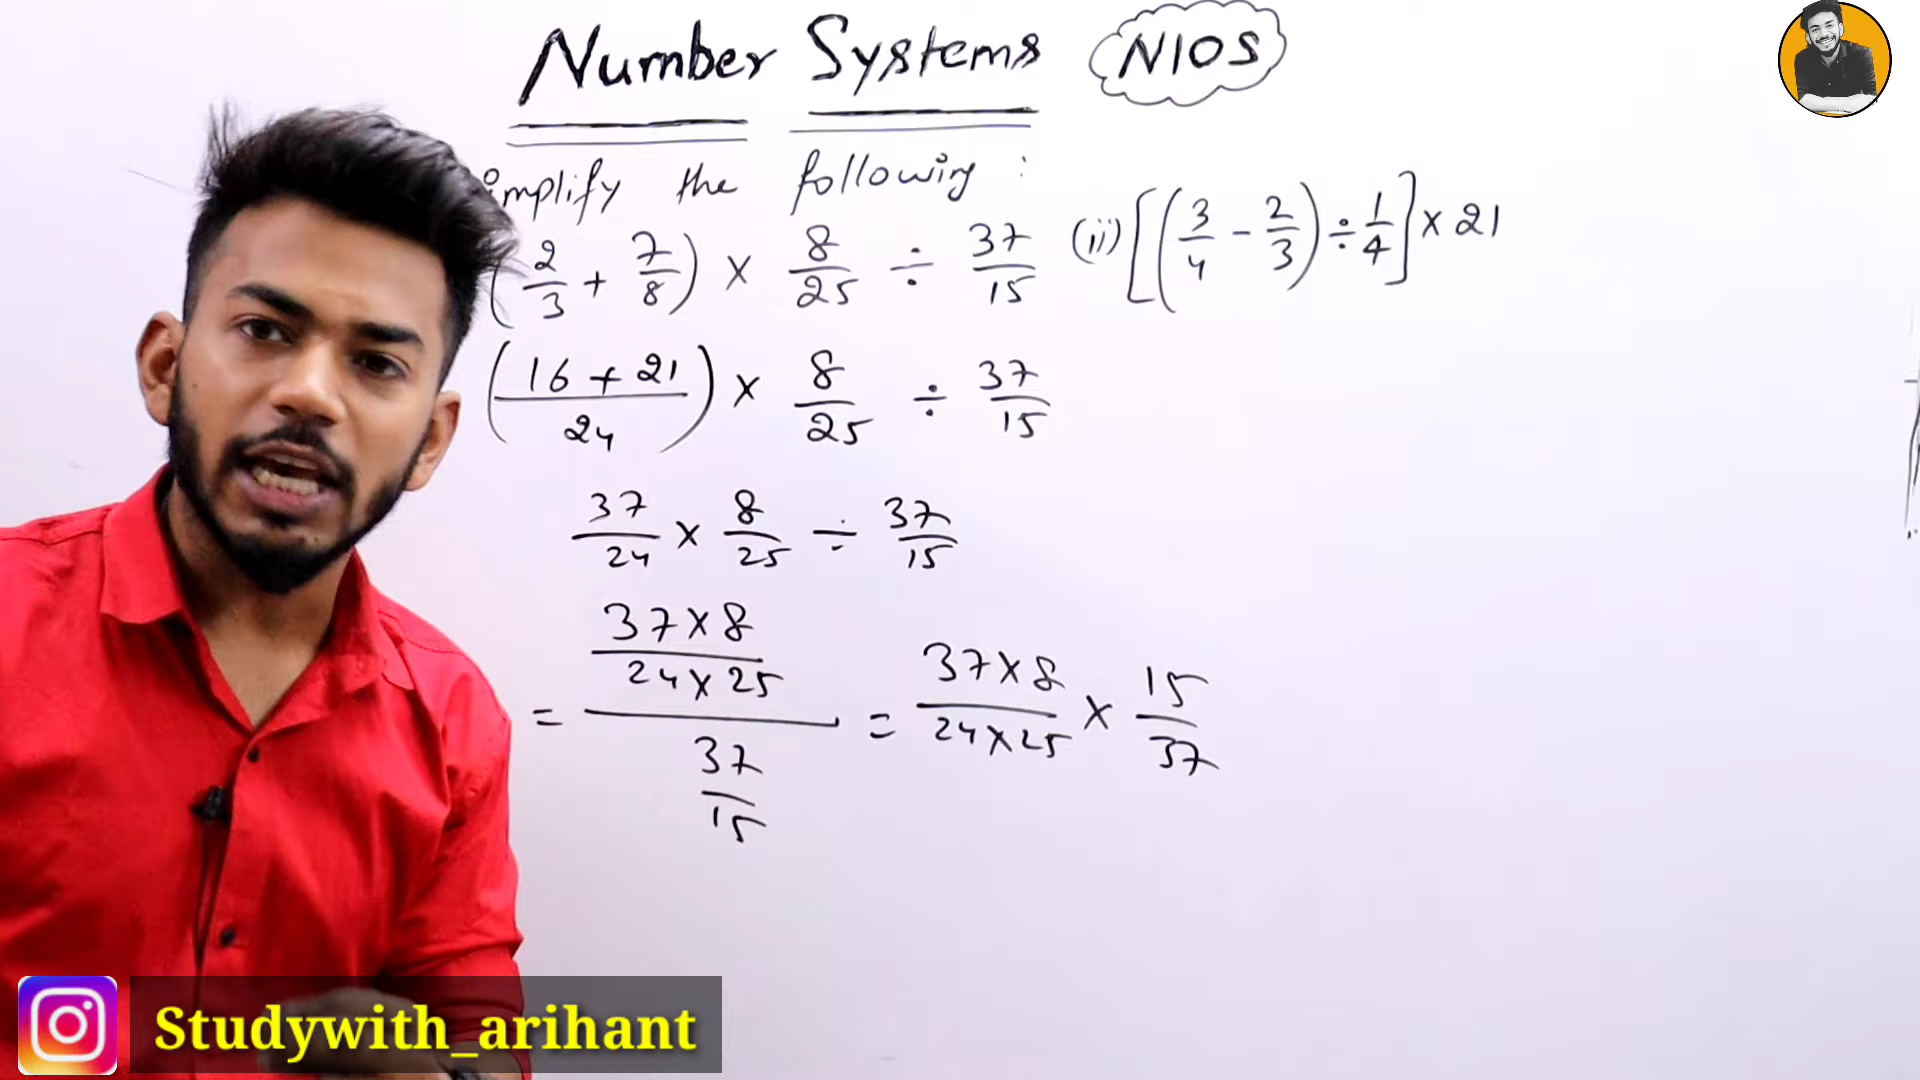 Number Systems NIOS
implify the following :
( 2/3 + 7/8 ) × 8/25 ÷ 37/15
(ii) [ ( 3/4 - 2/3 ) ÷ 1/4 ] × 21
( 16 + 21 / 24 ) × 8/25 ÷ 37/15
37/24 × 8/25 ÷ 37/15
= 37×8 / 24×25 / 37/15 = 37×8 / 24×25 × 15/37
Studywith_arihant